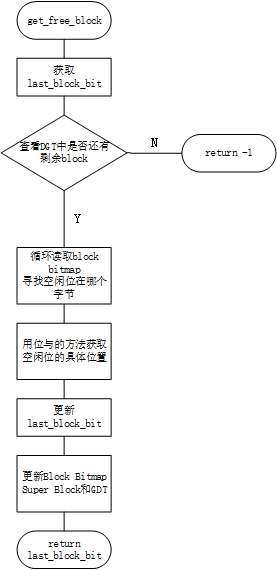 get_free_block
获取
last_block_bit
查看DGT中是否还有
剩余block
N
return -1
Y
循环读取block
bitmap
寻找空闲位在哪个
字节
用位与的方法获取
空闲位的具体位置
更新
last_block_bit
更新Block Bitmap
Super Block和GDT
return
last_block_bit